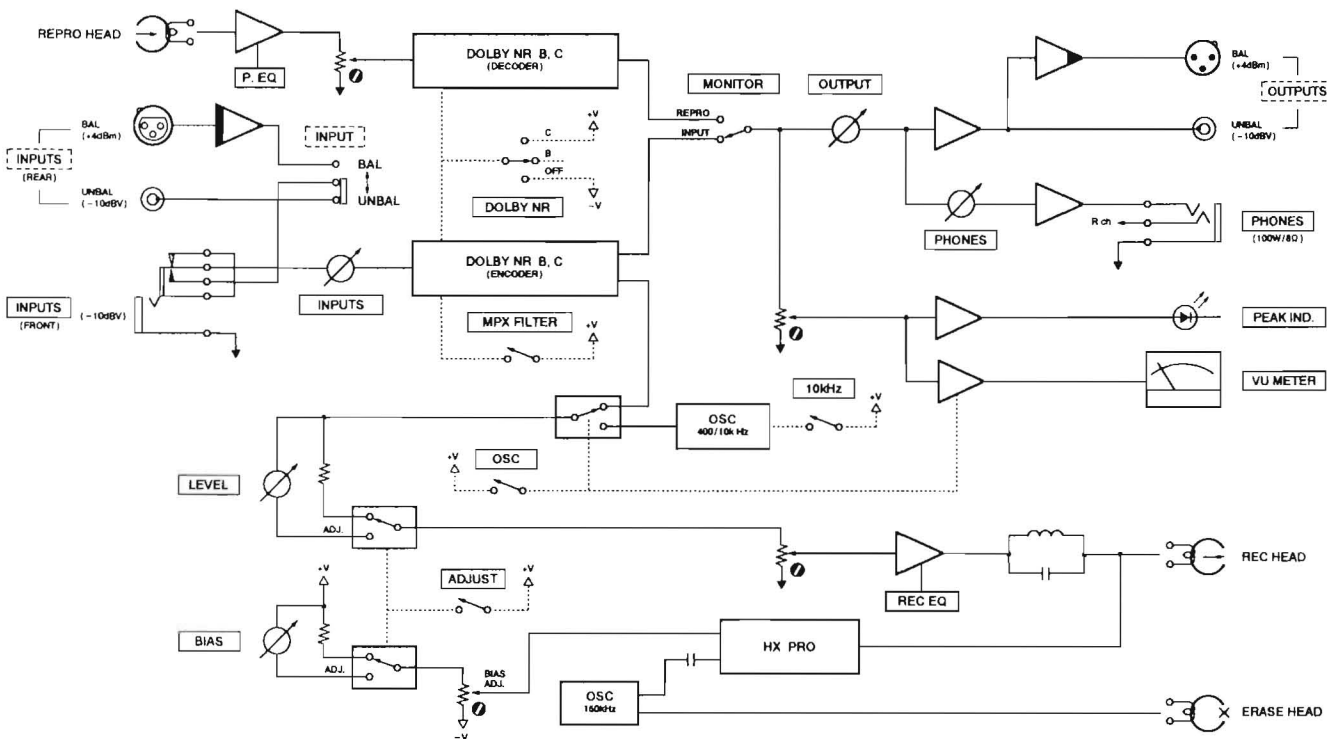 REPRO HEAD
P. EQ
DOLBY NR B, C
(DECODER)
MONITOR
OUTPUT
BAL
(+4dBm)
OUTPUTS
UNBAL
(−10dBV)
REPRO
INPUT
BAL
(+4dBm)
INPUTS
(REAR)
UNBAL
(−10dBV)
INPUT
BAL
UNBAL
+V
C
B
OFF
−V
DOLBY NR
PHONES
R ch
PHONES
(100W/8Ω)
DOLBY NR B, C
(ENCODER)
INPUTS
(FRONT)
(−10dBV)
INPUTS
MPX FILTER
+V
PEAK IND.
VU METER
10kHz
+V
OSC
400/10k Hz
+V
OSC
LEVEL
ADJ.
+V
ADJUST
+V
BIAS
ADJ.
BIAS
ADJ.
−V
REC EQ
REC HEAD
HX PRO
OSC
150kHz
ERASE HEAD